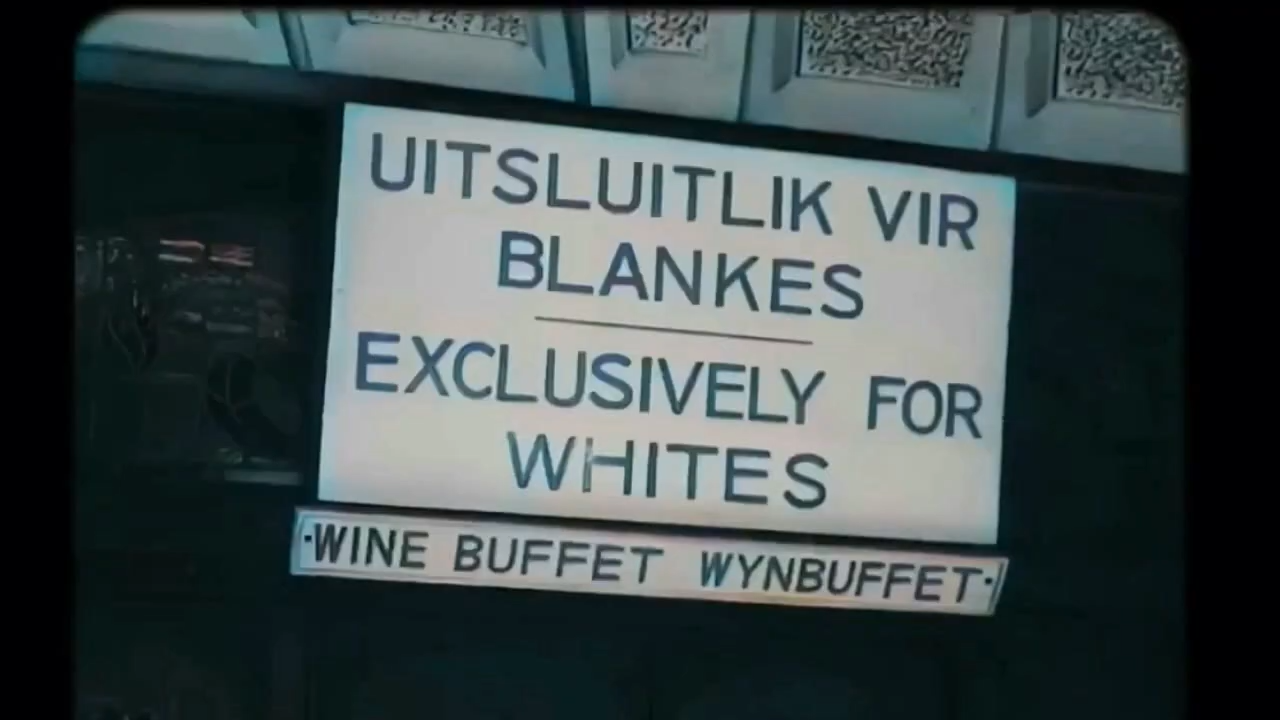 UITSLUITLIK VIR
BLANKES
EXCLUSIVELY FOR
WHITES
·WINE BUFFET WYNBUFFET·